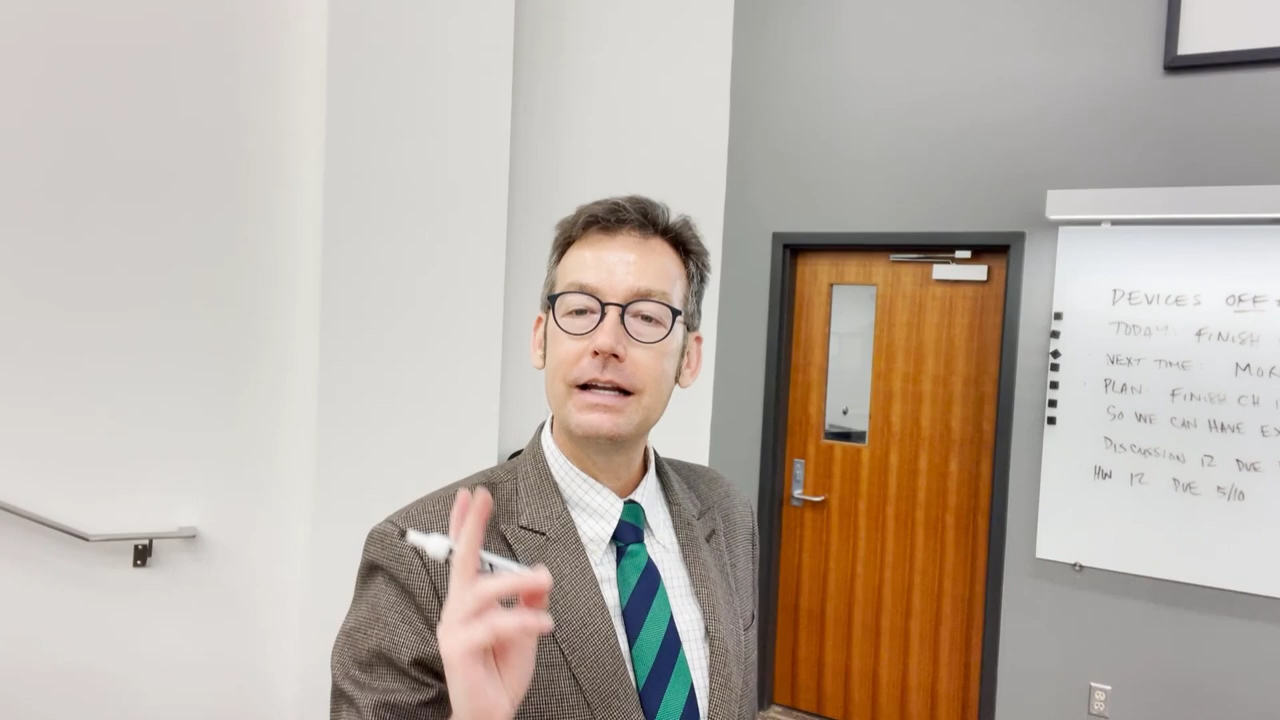 DEVICES OFF
TODAY: FINISH
NEXT TIME: MOR
PLAN: FINISH CH
SO WE CAN HAVE EX
DISCUSSION 12 DUE
HW 12 DUE 5/10